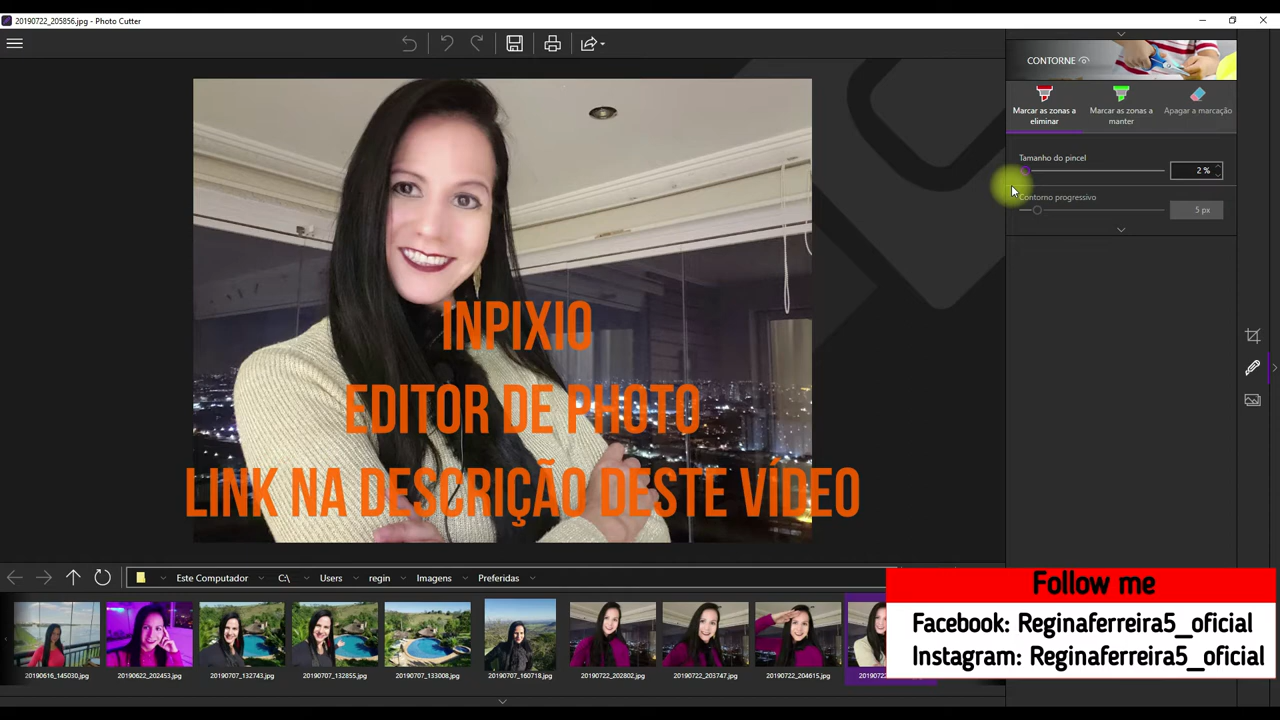 20190722_205856.jpg - Photo Cutter
CONTORNE
Marcar as zonas a eliminar
Marcar as zonas a manter
Apagar a marcação
Tamanho do pincel
2 %
Contorno progressivo
5 px
INPIXIO
EDITOR DE PHOTO
LINK NA DESCRIÇÃO DESTE VÍDEO
Este Computador
C:\
Users
regin
Imagens
Preferidas
20190616_145030.jpg
20190622_202453.jpg
20190707_132743.jpg
20190707_132855.jpg
20190707_133008.jpg
20190707_160718.jpg
20190722_202802.jpg
20190722_203747.jpg
20190722_204615.jpg
Follow me
Facebook: Reginaferreira5_oficial
Instagram: Reginaferreira5_oficial